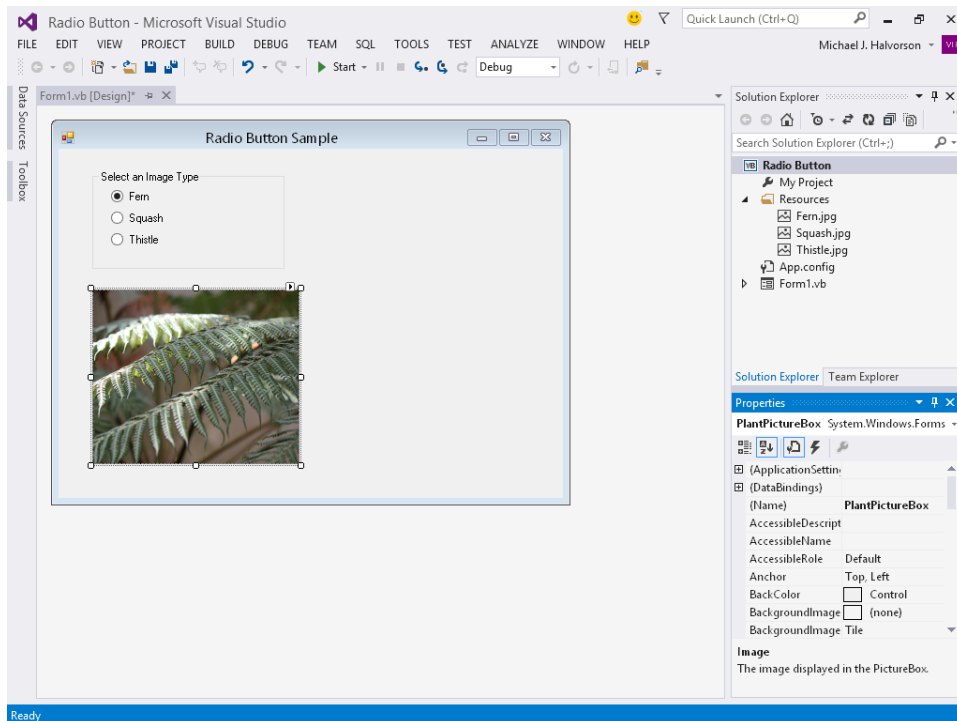 Radio Button - Microsoft Visual Studio
Quick Launch (Ctrl+Q)
FILE EDIT VIEW PROJECT BUILD DEBUG TEAM SQL TOOLS TEST ANALYZE WINDOW HELP
Michael J. Halvorson
Start
Debug
Data Sources
Toolbox
Form1.vb [Design]*
Radio Button Sample
Select an Image Type
Fern
Squash
Thistle
Solution Explorer
Search Solution Explorer (Ctrl+;)
VB Radio Button
My Project
Resources
Fern.jpg
Squash.jpg
Thistle.jpg
App.config
Form1.vb
Solution Explorer Team Explorer
Properties
PlantPictureBox System.Windows.Forms
(ApplicationSetting
(DataBindings)
(Name) PlantPictureBox
AccessibleDescript
AccessibleName
AccessibleRole Default
Anchor Top, Left
BackColor Control
BackgroundImage (none)
BackgroundImage Tile
Image
The image displayed in the PictureBox.
Ready